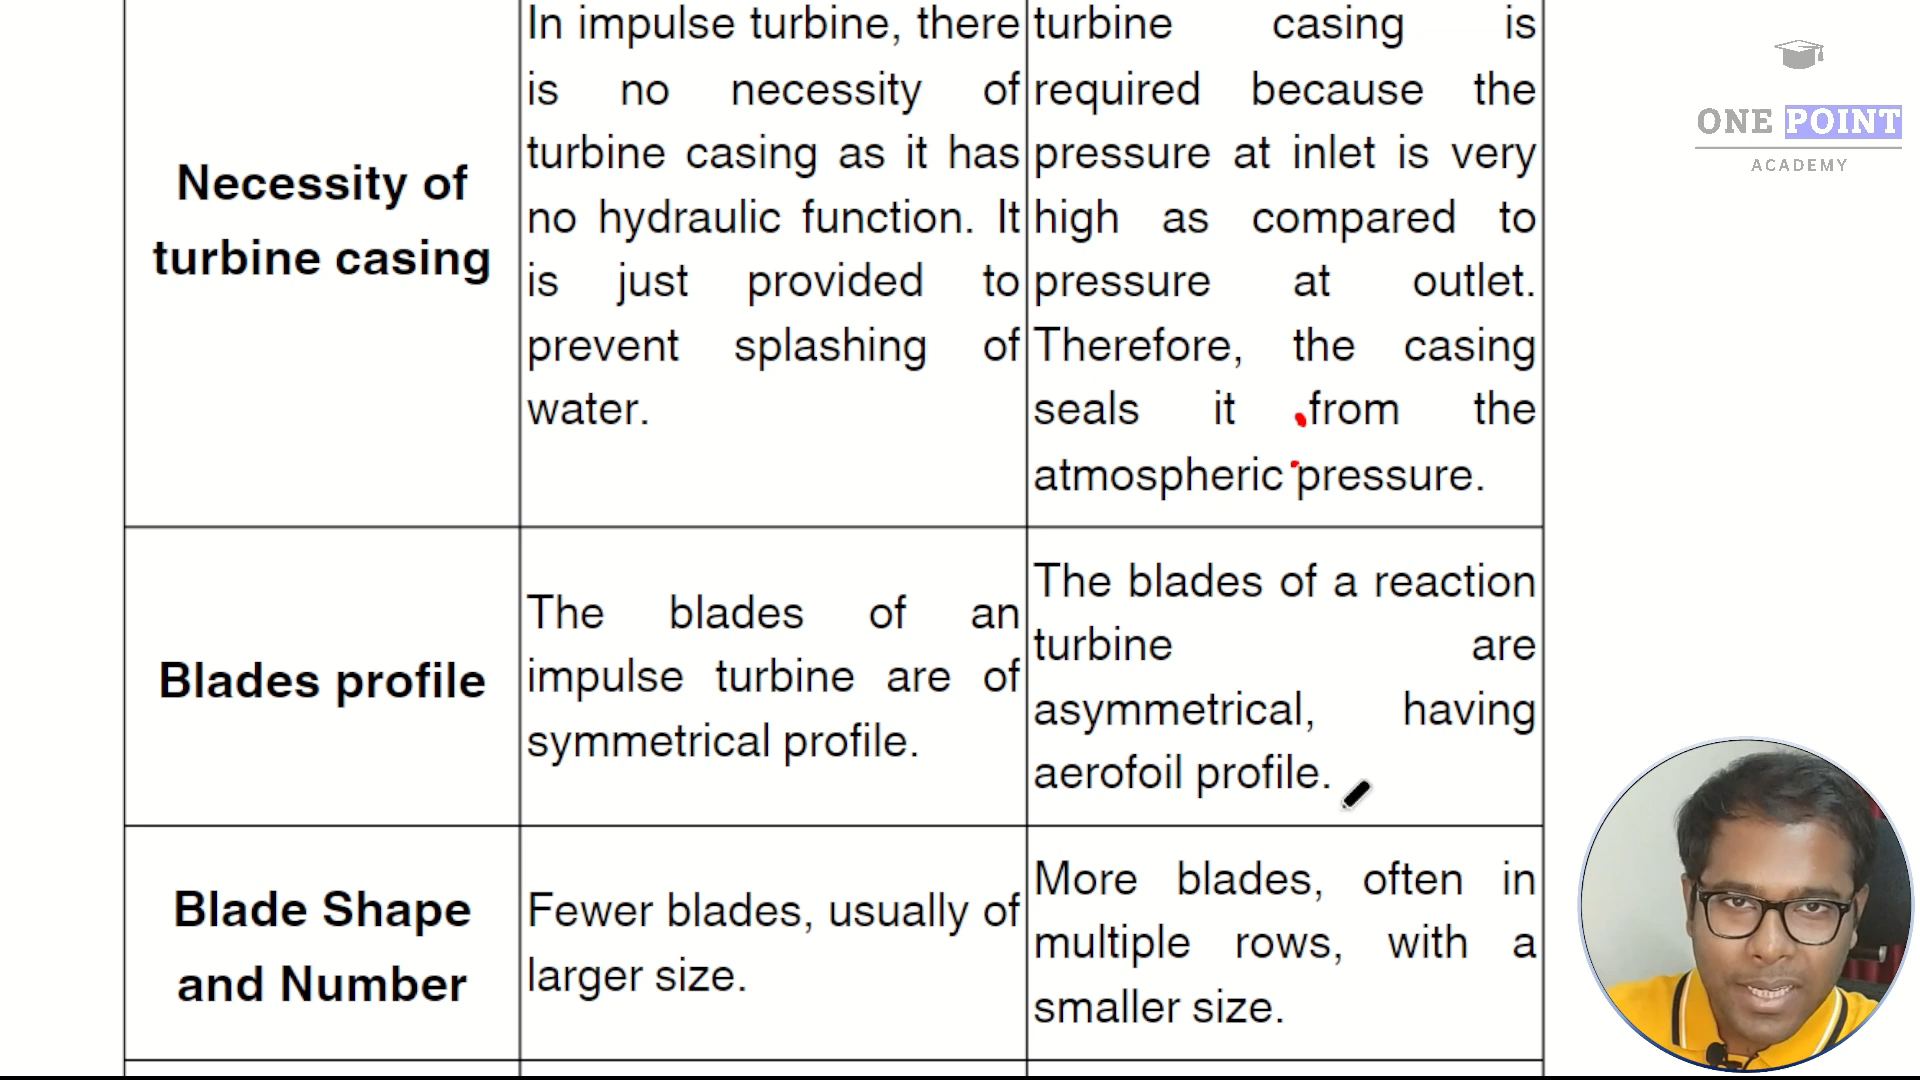 Necessity of
turbine casing
In impulse turbine, there
is no necessity of
turbine casing as it has
no hydraulic function. It
is just provided to
prevent splashing of
water.
turbine casing is
required because the
pressure at inlet is very
high as compared to
pressure at outlet.
Therefore, the casing
seals it from the
atmospheric pressure.
Blades profile
The blades of an
impulse turbine are of
symmetrical profile.
The blades of a reaction
turbine are
asymmetrical, having
aerofoil profile.
Blade Shape
and Number
Fewer blades, usually of
larger size.
More blades, often in
multiple rows, with a
smaller size.
ONE POINT
ACADEMY